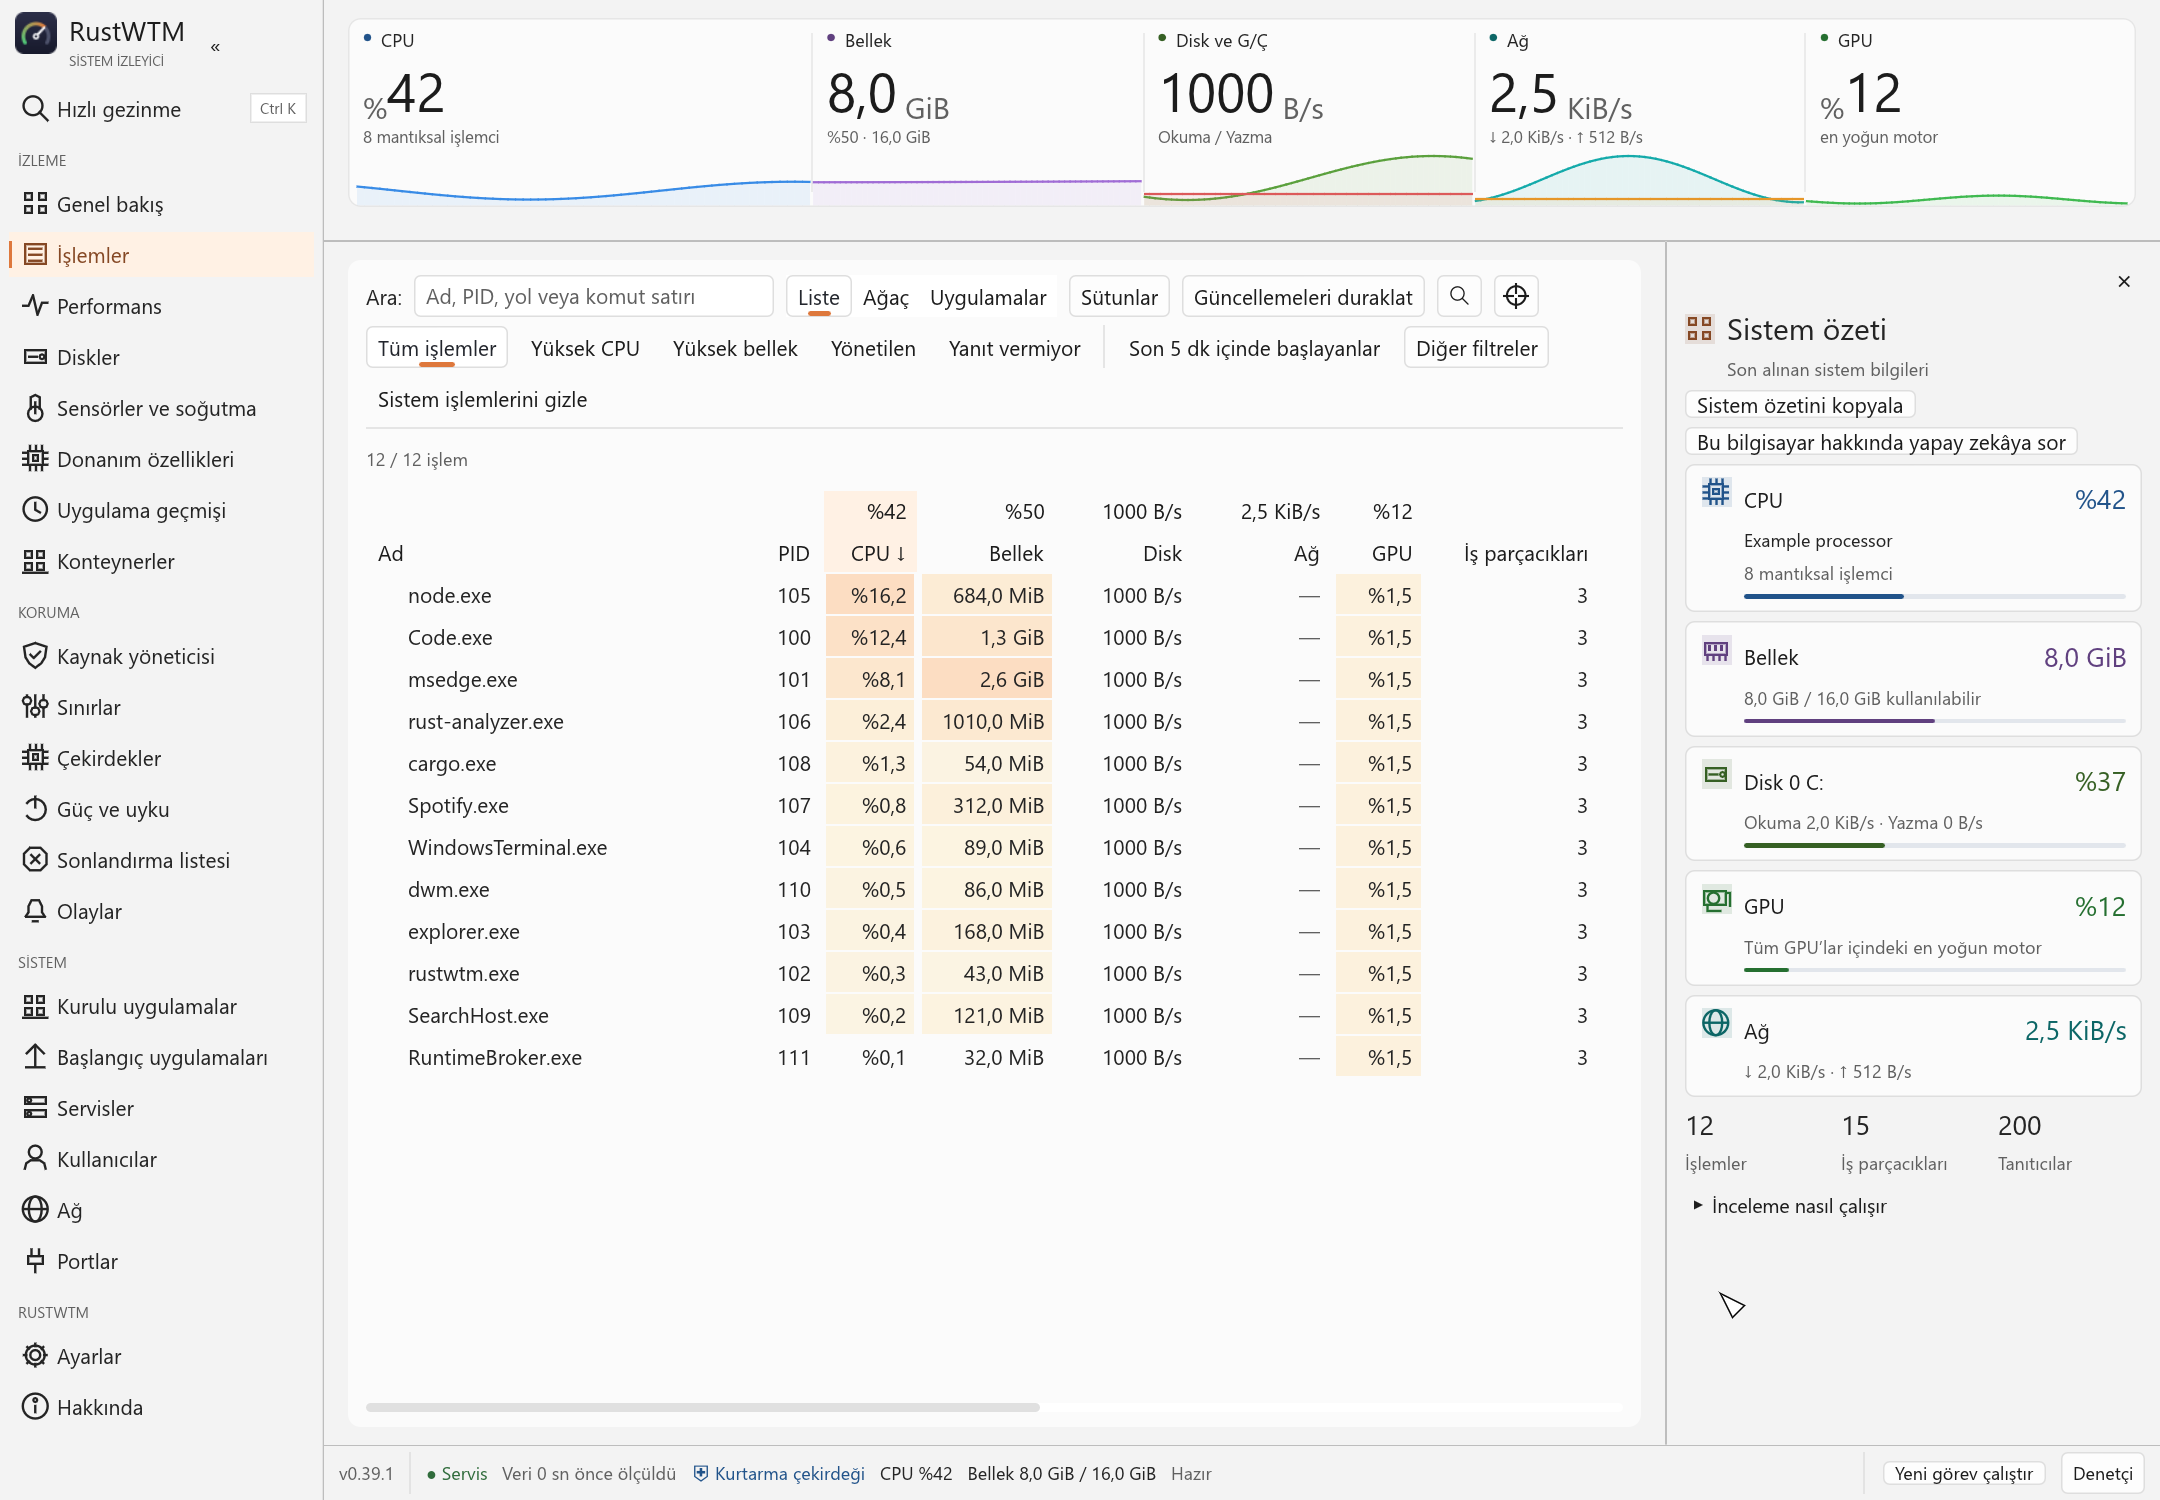 RustWTM
SİSTEM İZLEYİCİ
«
Hızlı gezinme
Ctrl K
İZLEME
Genel bakış
İşlemler
Performans
Diskler
Sensörler ve soğutma
Donanım özellikleri
Uygulama geçmişi
Konteynerler
KORUMA
Kaynak yöneticisi
Sınırlar
Çekirdekler
Güç ve uyku
Sonlandırma listesi
Olaylar
SİSTEM
Kurulu uygulamalar
Başlangıç uygulamaları
Servisler
Kullanıcılar
Ağ
Portlar
RUSTWTM
Ayarlar
Hakkında
CPU
%42
8 mantıksal işlemci
Bellek
8,0 GiB
%50 · 16,0 GiB
Disk ve G/Ç
1000 B/s
Okuma / Yazma
Ağ
2,5 KiB/s
↓ 2,0 KiB/s · ↑ 512 B/s
GPU
%12
en yoğun motor
Ara: Ad, PID, yol veya komut satırı Liste Ağaç Uygulamalar Sütunlar Güncellemeleri duraklat
Tüm işlemler Yüksek CPU Yüksek bellek Yönetilen Yanıt vermiyor Son 5 dk içinde başlayanlar Diğer filtreler
Sistem işlemlerini gizle
12 / 12 işlem
%42 %50 1000 B/s 2,5 KiB/s %12
Ad PID CPU ↓ Bellek Disk Ağ GPU İş parçacıkları
node.exe 105 %16,2 684,0 MiB 1000 B/s — %1,5 3
Code.exe 100 %12,4 1,3 GiB 1000 B/s — %1,5 3
msedge.exe 101 %8,1 2,6 GiB 1000 B/s — %1,5 3
rust-analyzer.exe 106 %2,4 1010,0 MiB 1000 B/s — %1,5 3
cargo.exe 108 %1,3 54,0 MiB 1000 B/s — %1,5 3
Spotify.exe 107 %0,8 312,0 MiB 1000 B/s — %1,5 3
WindowsTerminal.exe 104 %0,6 89,0 MiB 1000 B/s — %1,5 3
dwm.exe 110 %0,5 86,0 MiB 1000 B/s — %1,5 3
explorer.exe 103 %0,4 168,0 MiB 1000 B/s — %1,5 3
rustwtm.exe 102 %0,3 43,0 MiB 1000 B/s — %1,5 3
SearchHost.exe 109 %0,2 121,0 MiB 1000 B/s — %1,5 3
RuntimeBroker.exe 111 %0,1 32,0 MiB 1000 B/s — %1,5 3
×
Sistem özeti
Son alınan sistem bilgileri
Sistem özetini kopyala
Bu bilgisayar hakkında yapay zekâya sor
CPU %42
Example processor
8 mantıksal işlemci
Bellek 8,0 GiB
8,0 GiB / 16,0 GiB kullanılabilir
Disk 0 C: %37
Okuma 2,0 KiB/s · Yazma 0 B/s
GPU %12
Tüm GPU'lar içindeki en yoğun motor
Ağ 2,5 KiB/s
↓ 2,0 KiB/s · ↑ 512 B/s
12 15 200
İşlemler İş parçacıkları Tanıtıcılar
İnceleme nasıl çalışır
v0.39.1 Servis Veri 0 sn önce ölçüldü Kurtarma çekirdeği CPU %42 Bellek 8,0 GiB / 16,0 GiB Hazır Yeni görev çalıştır Denetçi